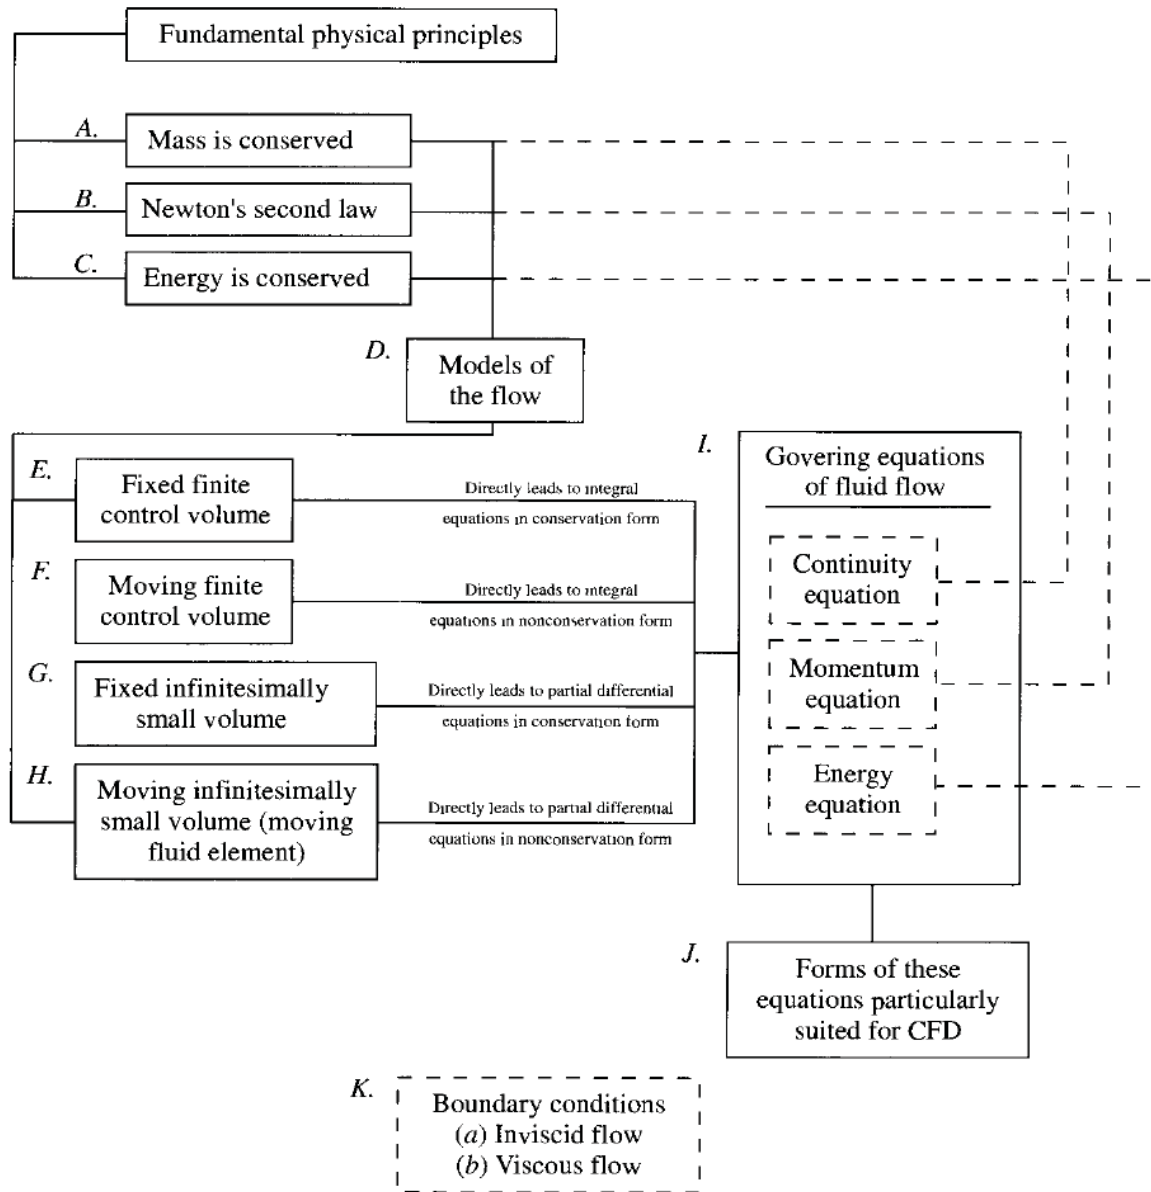 Fundamental physical principles
A.
Mass is conserved
B.
Newton's second law
C.
Energy is conserved
D.
Models of
the flow
E.
Fixed finite
control volume
Directly leads to integral
equations in conservation form
F.
Moving finite
control volume
Directly leads to integral
equations in nonconservation form
G.
Fixed infinitesimally
small volume
Directly leads to partial differential
equations in conservation form
H.
Moving infinitesimally
small volume (moving
fluid element)
Directly leads to partial differential
equations in nonconservation form
I.
Govering equations
of fluid flow
Continuity
equation
Momentum
equation
Energy
equation
J.
Forms of these
equations particularly
suited for CFD
K.
Boundary conditions
(a) Inviscid flow
(b) Viscous flow